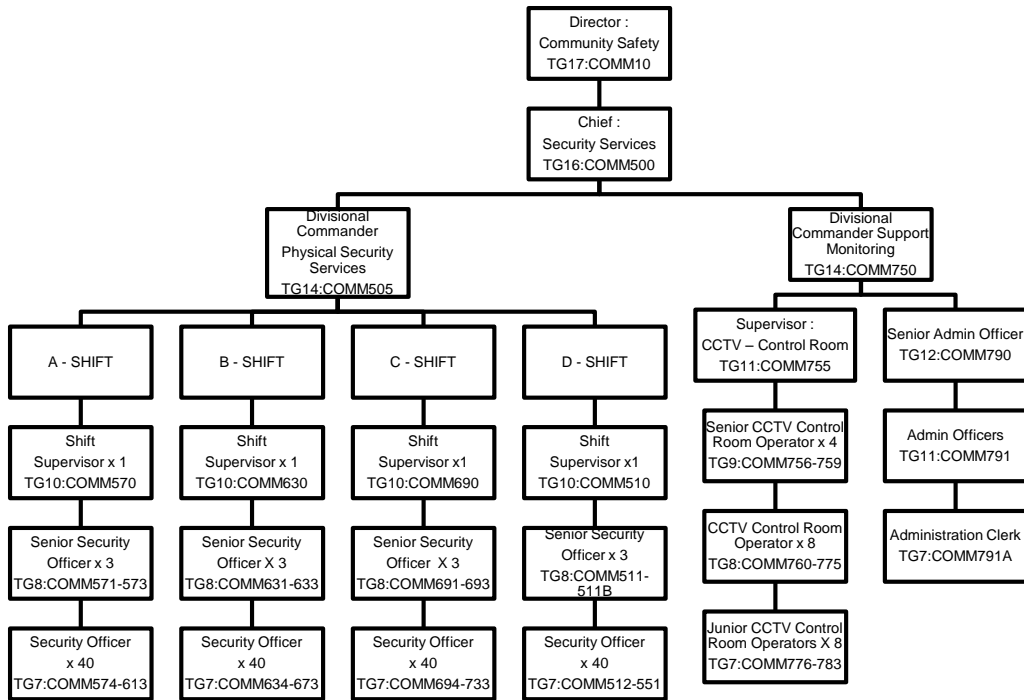 Director :
Community Safety
TG17:COMM10
Chief :
Security Services
TG16:COMM500
Divisional
Commander
Physical Security
Services
TG14:COMM505
Divisional
Commander Support
Monitoring
TG14:COMM750
A - SHIFT
B - SHIFT
C - SHIFT
D - SHIFT
Supervisor :
CCTV – Control Room
TG11:COMM755
Senior Admin Officer
TG12:COMM790
Shift
Supervisor x 1
TG10:COMM570
Shift
Supervisor x 1
TG10:COMM630
Shift
Supervisor x1
TG10:COMM690
Shift
Supervisor x1
TG10:COMM510
Senior CCTV Control
Room Operator x 4
TG9:COMM756-759
Admin Officers
TG11:COMM791
Senior Security
Officer x 3
TG8:COMM571-573
Senior Security
Officer X 3
TG8:COMM631-633
Senior Security
Officer X 3
TG8:COMM691-693
Senior Security
Officer x 3
TG8:COMM511-
511B
CCTV Control Room
Operator x 8
TG8:COMM760-775
Administration Clerk
TG7:COMM791A
Security Officer
x 40
TG7:COMM574-613
Security Officer
x 40
TG7:COMM634-673
Security Officer
x 40
TG7:COMM694-733
Security Officer
x 40
TG7:COMM512-551
Junior CCTV Control
Room Operators X 8
TG7:COMM776-783